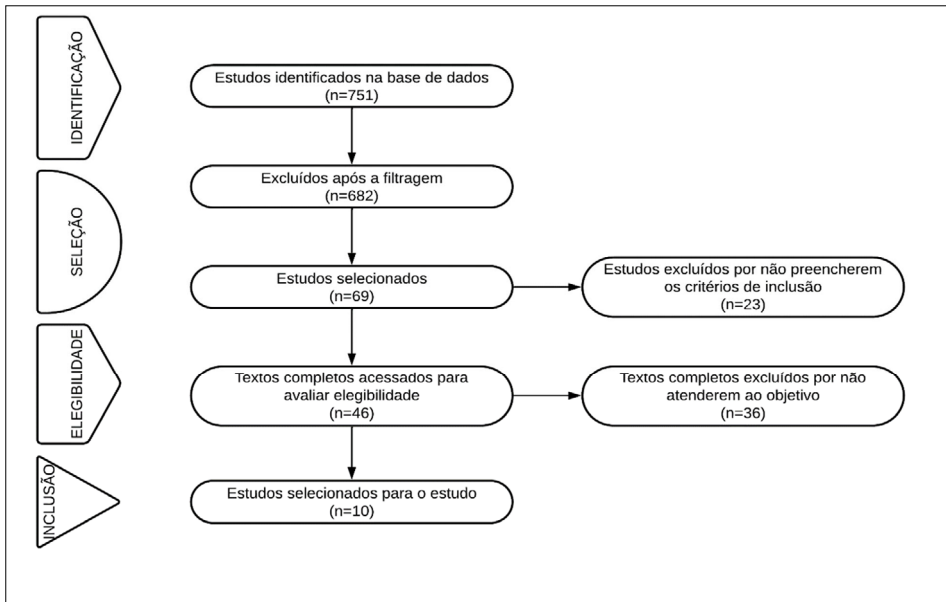 IDENTIFICAÇÃO
Estudos identificados na base de dados
(n=751)
Excluídos após a filtragem
(n=682)
SELEÇÃO
Estudos selecionados
(n=69)
Estudos excluídos por não preencherem
os critérios de inclusão
(n=23)
ELEGIBILIDADE
Textos completos acessados para
avaliar elegibilidade
(n=46)
Textos completos excluídos por não
atenderem ao objetivo
(n=36)
INCLUSÃO
Estudos selecionados para o estudo
(n=10)